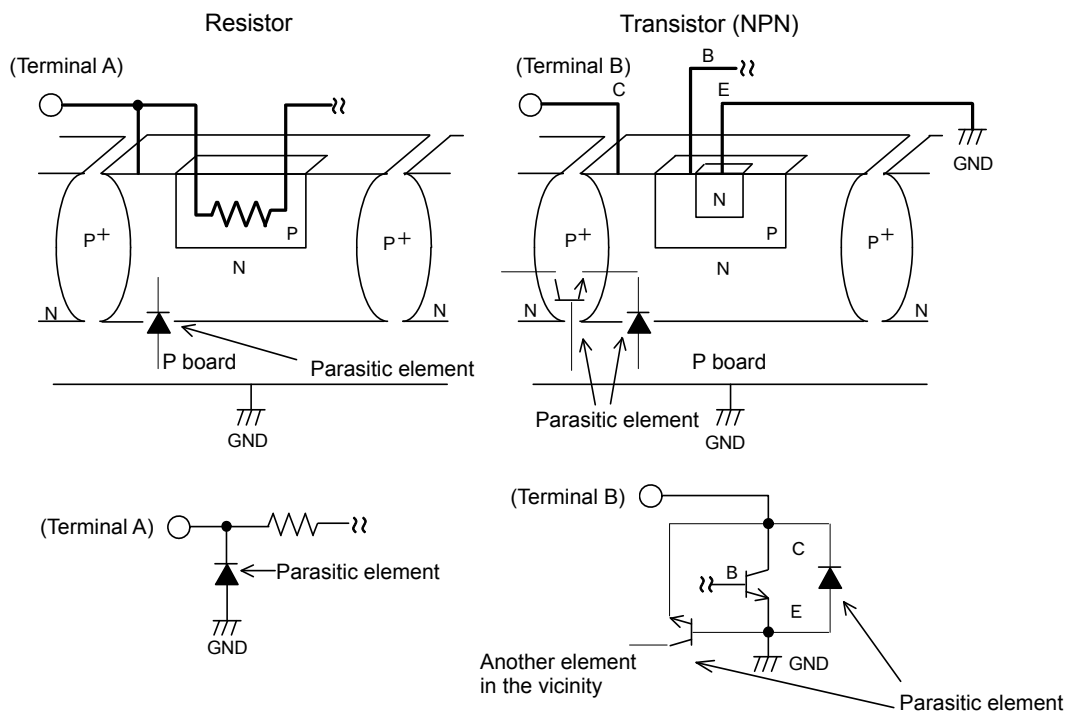 Resistor
(Terminal A)
P+
P
N
P+
N
N
P board
Parasitic element
GND
Transistor (NPN)
(Terminal B)
B
C
E
GND
N
P+
P
P+
N
N
N
P board
Parasitic element
GND
(Terminal A)
Parasitic element
GND
(Terminal B)
C
B
E
GND
Another element
in the vicinity
Parasitic element